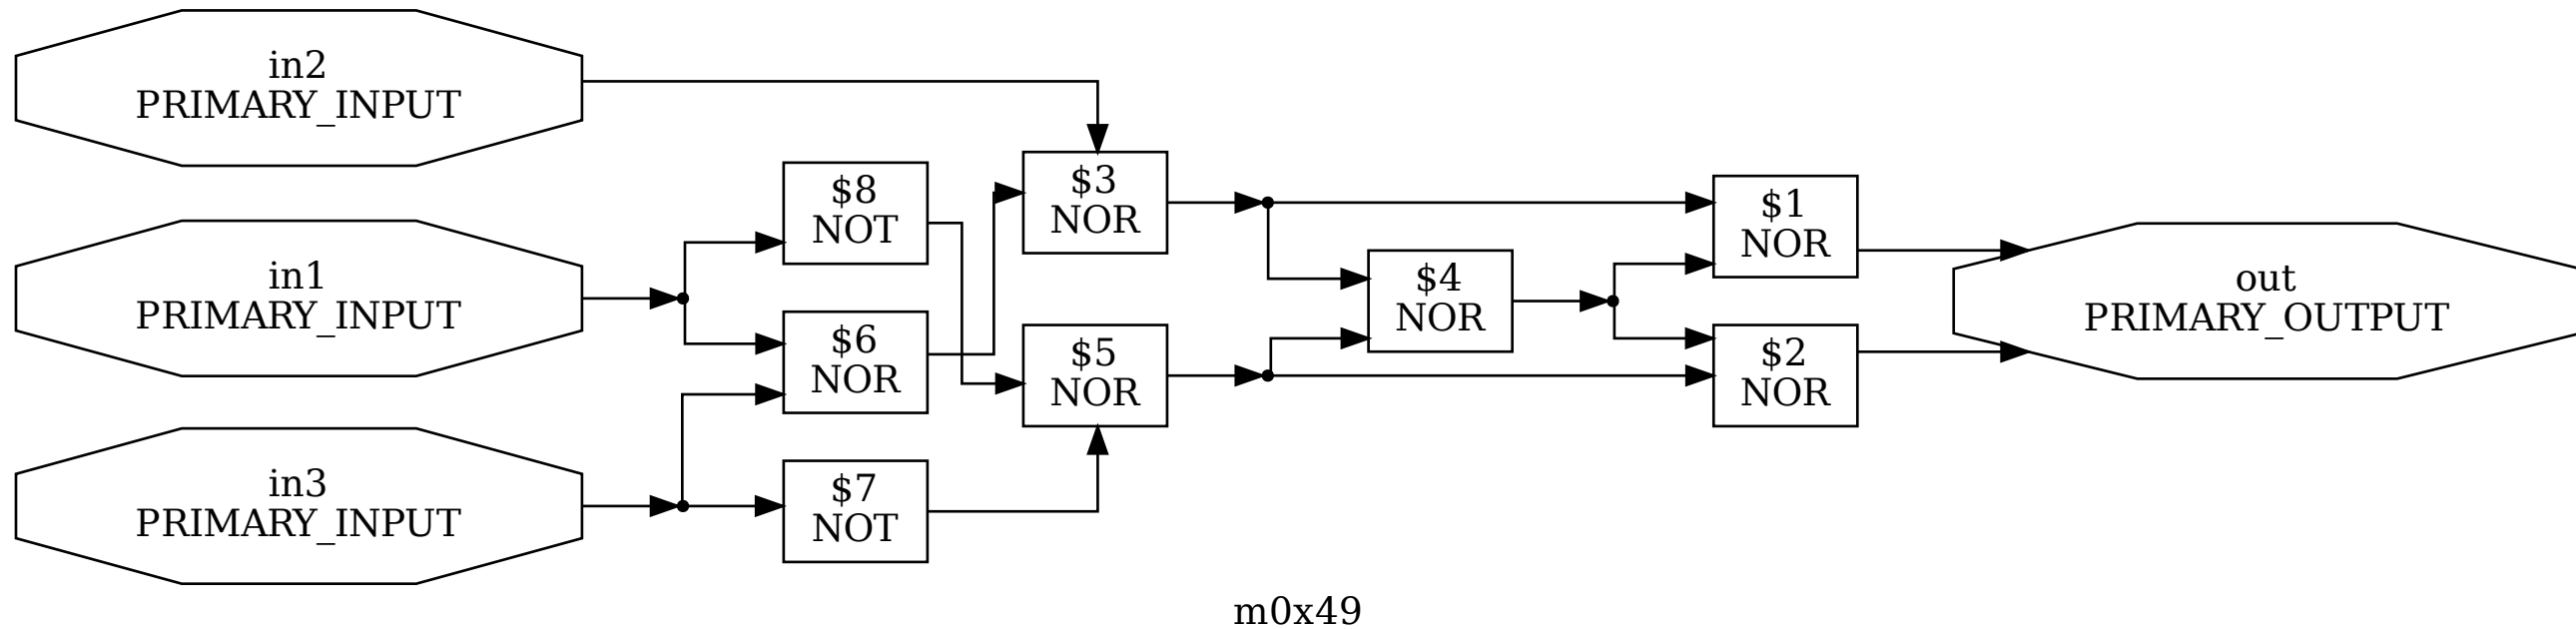 in2
PRIMARY_INPUT
in1
PRIMARY_INPUT
in3
PRIMARY_INPUT
$8
NOT
$6
NOR
$7
NOT
$3
NOR
$5
NOR
$4
NOR
$1
NOR
$2
NOR
out
PRIMARY_OUTPUT
m0x49